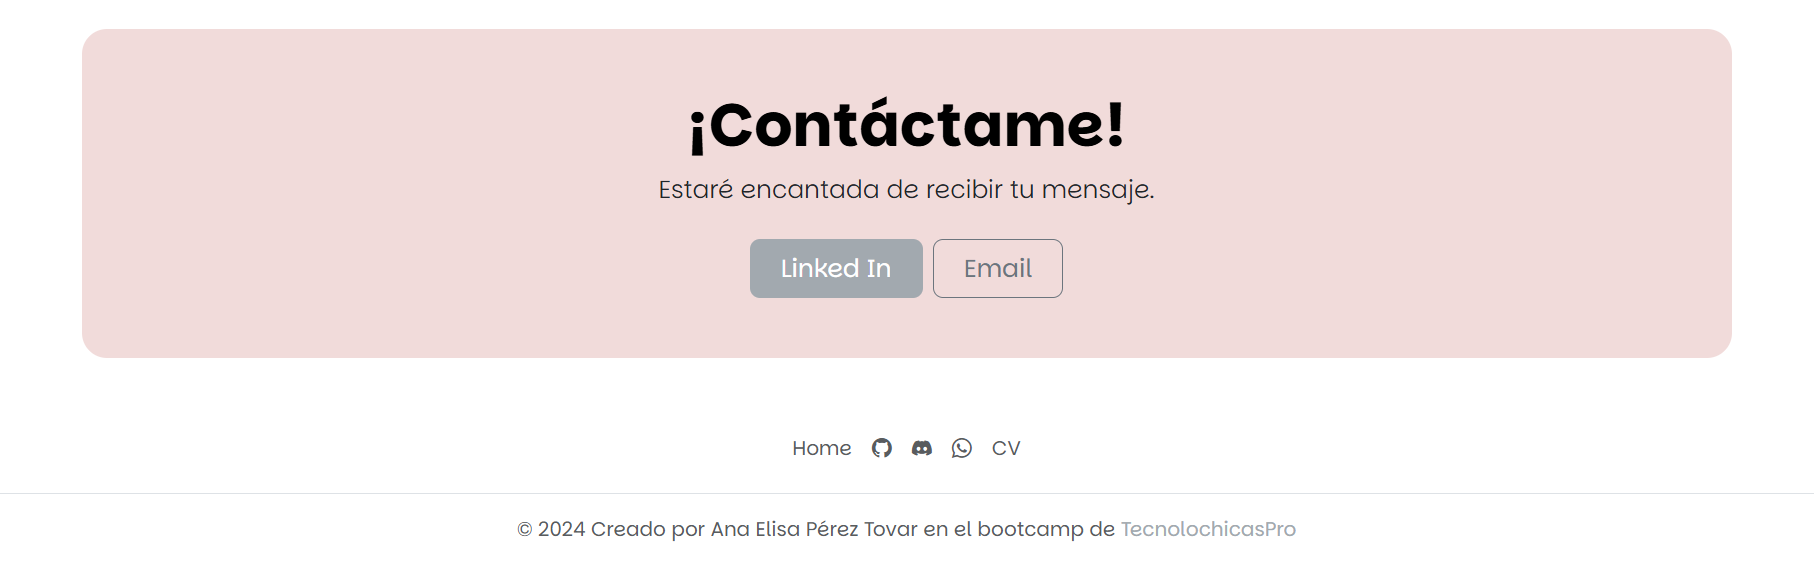 ¡Contáctame!
Estaré encantada de recibir tu mensaje.
Linked In Email
Home CV
© 2024 Creado por Ana Elisa Pérez Tovar en el bootcamp de TecnolochicasPro